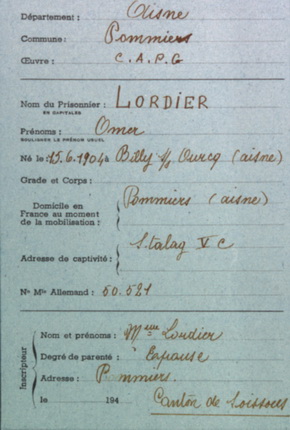 Département : Aisne
Commune : Pommiers
Œuvre : C.A.P.G
Nom du Prisonnier : LORDIER
EN CAPITALES
Prénoms : Omer
SOULIGNER LE PRÉNOM USUEL
Né le : 15.6.1904 à Billy s/ Ourcq (aisne)
Grade et Corps :
Domicile en France au moment de la mobilisation : Pommiers (aisne)
Adresse de captivité : Stalag V C
N° Mle Allemand : 50.581
Inscripteur
Nom et prénoms : Mme Lordier
Degré de parenté : Epouse
Adresse : Pommiers.
le 194
Canton de Soissons